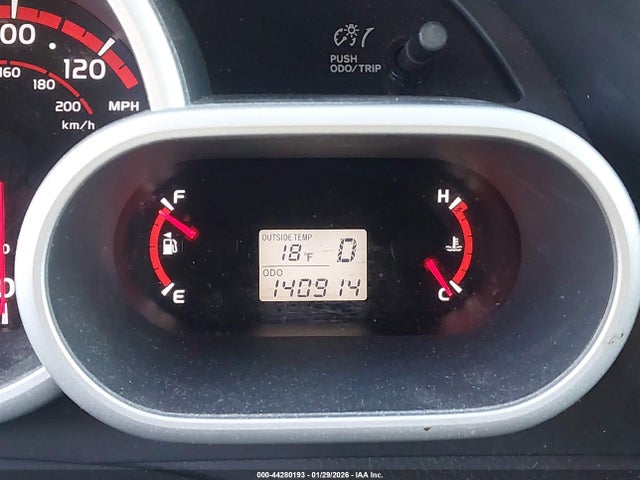 00
120
160
180
200
MPH
km/h
PUSH
ODO/TRIP
F
E
OUTSIDE TEMP
18°F 0
ODO
140914
H
C
000-44280193 - 01/29/2026 - IAA Inc.